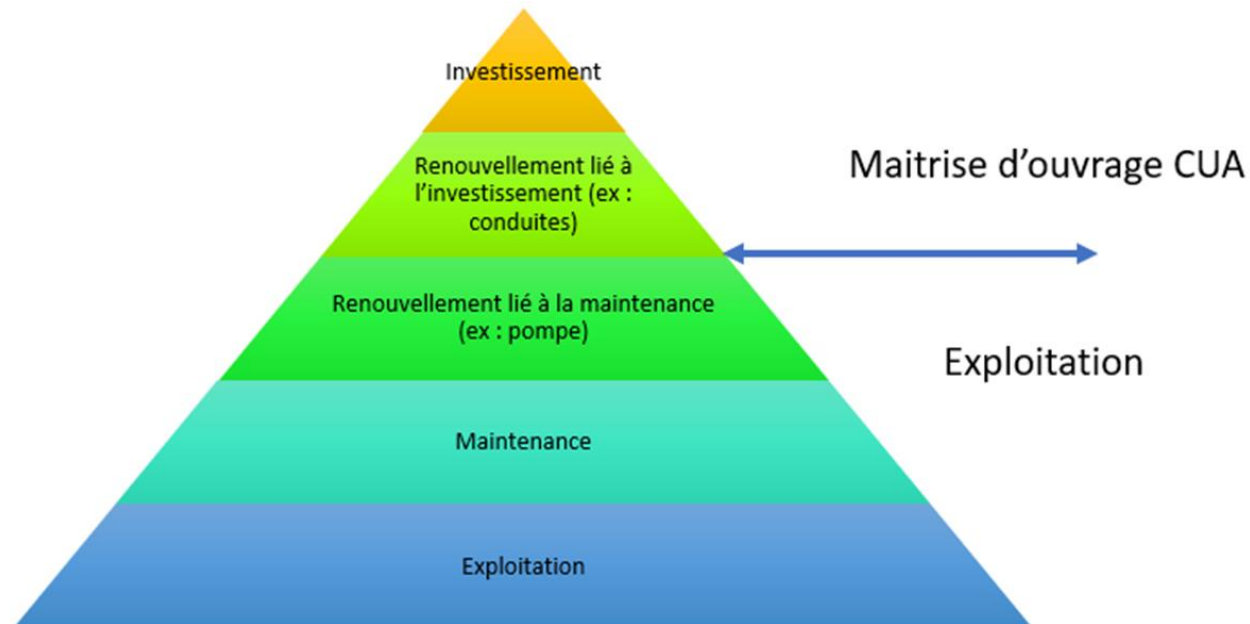 Investissement
Renouvellement lié à
l’investissement (ex :
conduites)
Maitrise d’ouvrage CUA
Renouvellement lié à la maintenance
(ex : pompe)
Exploitation
Maintenance
Exploitation